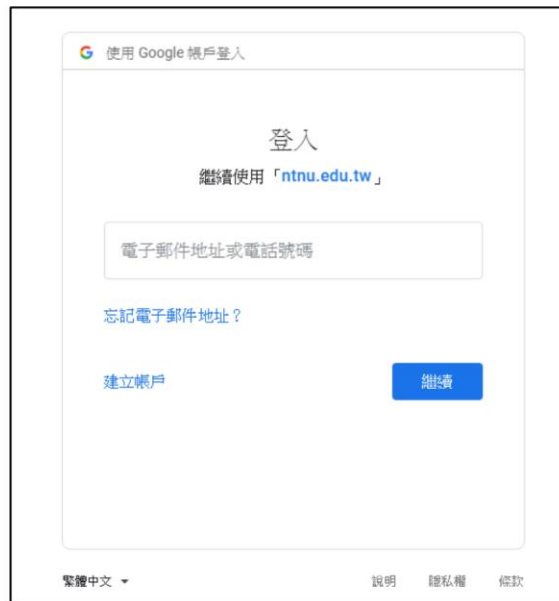 使用 Google 帳戶登入
登入
繼續使用「ntnu.edu.tw」
電子郵件地址或電話號碼
忘記電子郵件地址？
建立帳戶 繼續
繁體中文 說明 隱私權 條款